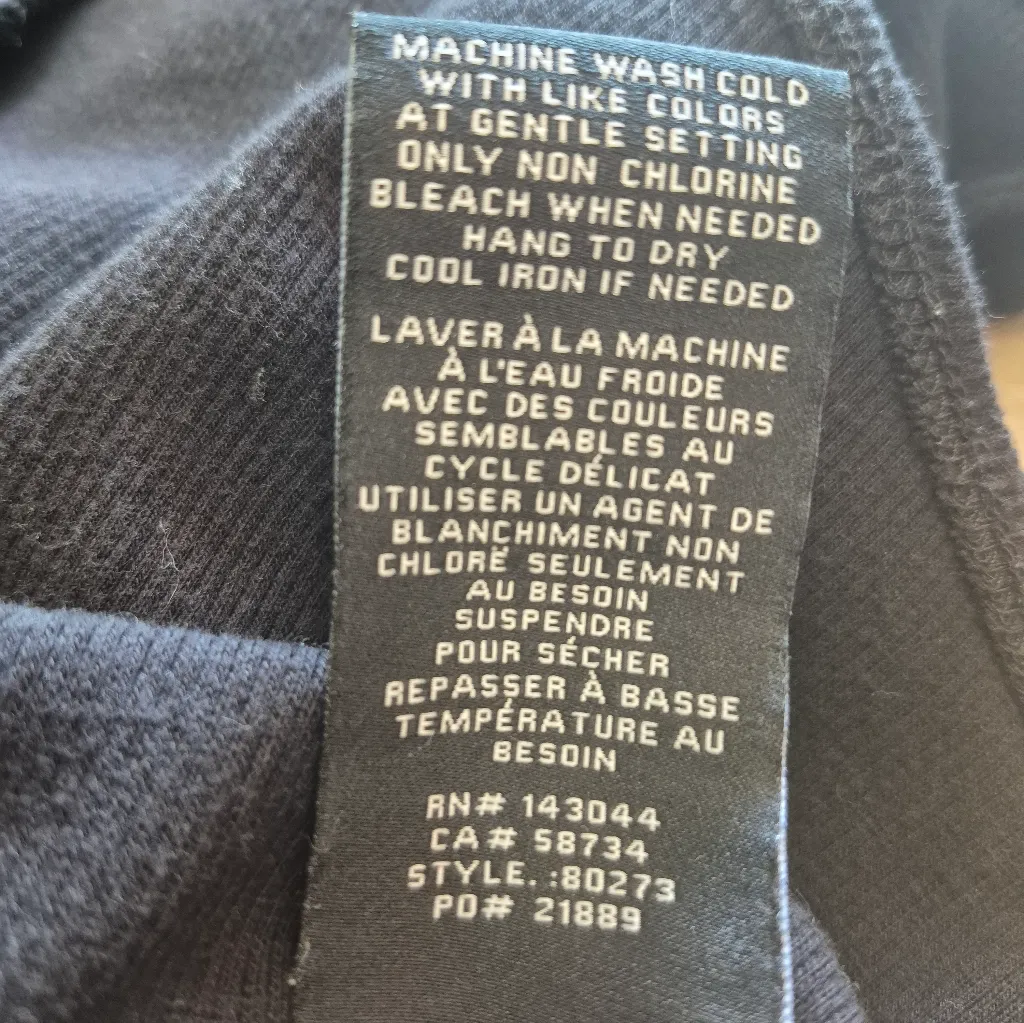 MACHINE WASH COLD
WITH LIKE COLORS
AT GENTLE SETTING
ONLY NON CHLORINE
BLEACH WHEN NEEDED
HANG TO DRY
COOL IRON IF NEEDED
LAVER À LA MACHINE
À L'EAU FROIDE
AVEC DES COULEURS
SEMBLABLES AU
CYCLE DÉLICAT
UTILISER UN AGENT DE
BLANCHIMENT NON
CHLORÉ SEULEMENT
AU BESOIN
SUSPENDRE
POUR SÉCHER
REPASSER À BASSE
TEMPÉRATURE AU
BESOIN
RN# 143044
CA# 58734
STYLE. :80273
PO# 21889